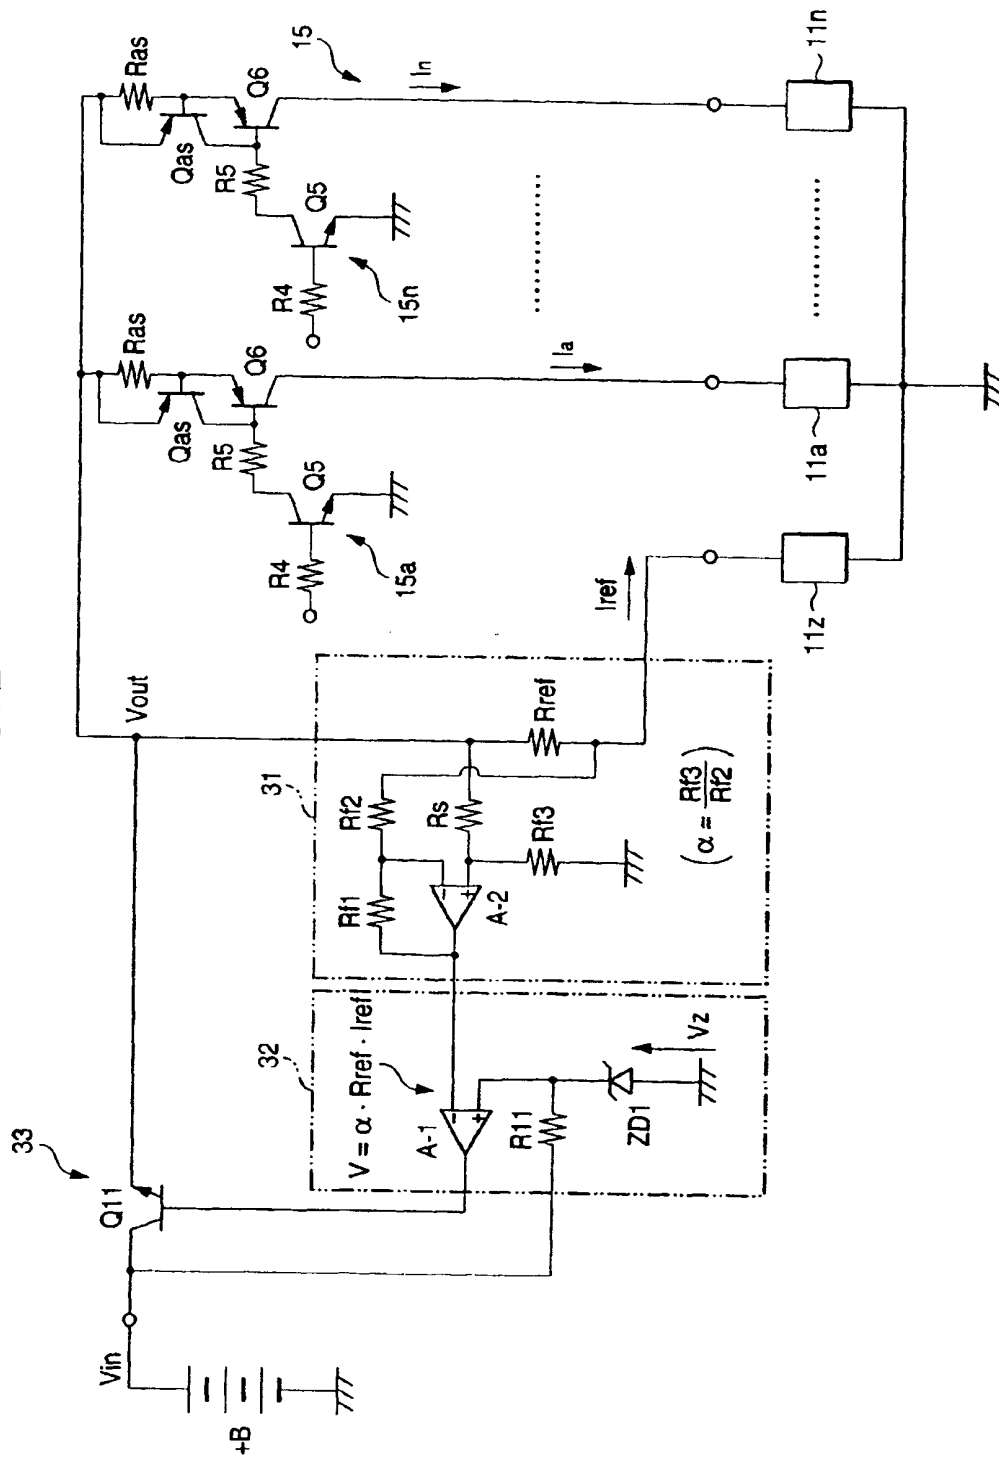 33
Vin
+B
Q11
32
V = α · Rref · Iref
A-1
R11
ZD1
Vz
31
Vout
Rf1
Rf2
Rs
A-2
Rf3
Rref
(α = Rf3 / Rf2)
Iref
11z
R4
15a
Q5
R5
Qas
Ras
Q6
Ia
11a
R4
15n
Q5
R5
Qas
Ras
Q6
15
In
11n